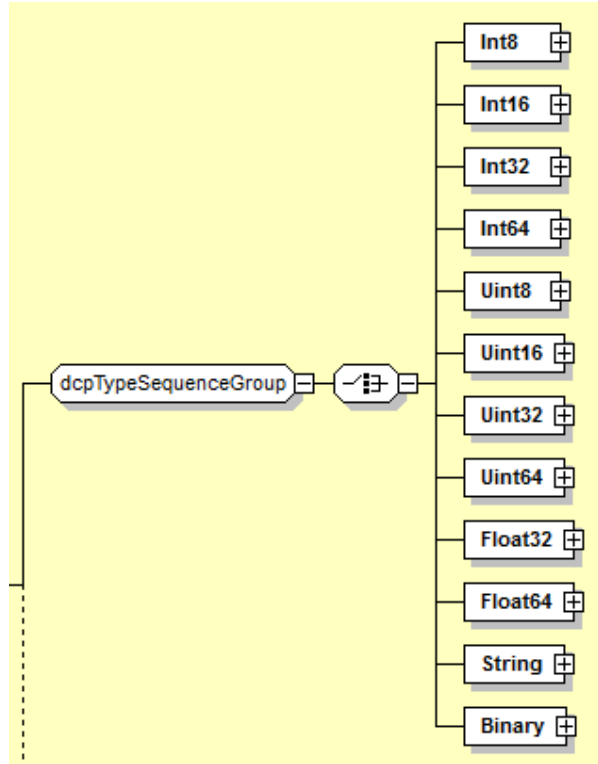 Int8
Int16
Int32
Int64
Uint8
Uint16
dcpTypeSequenceGroup
Uint32
Uint64
Float32
Float64
String
Binary